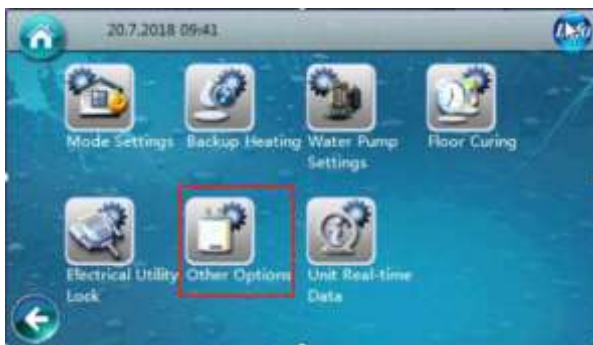 20.7.2018 09:41
Mode Settings
Backup Heating
Water Pump
Settings
Floor Curing
Electrical Utility
Lock
Other Options
Unit Real-time
Data